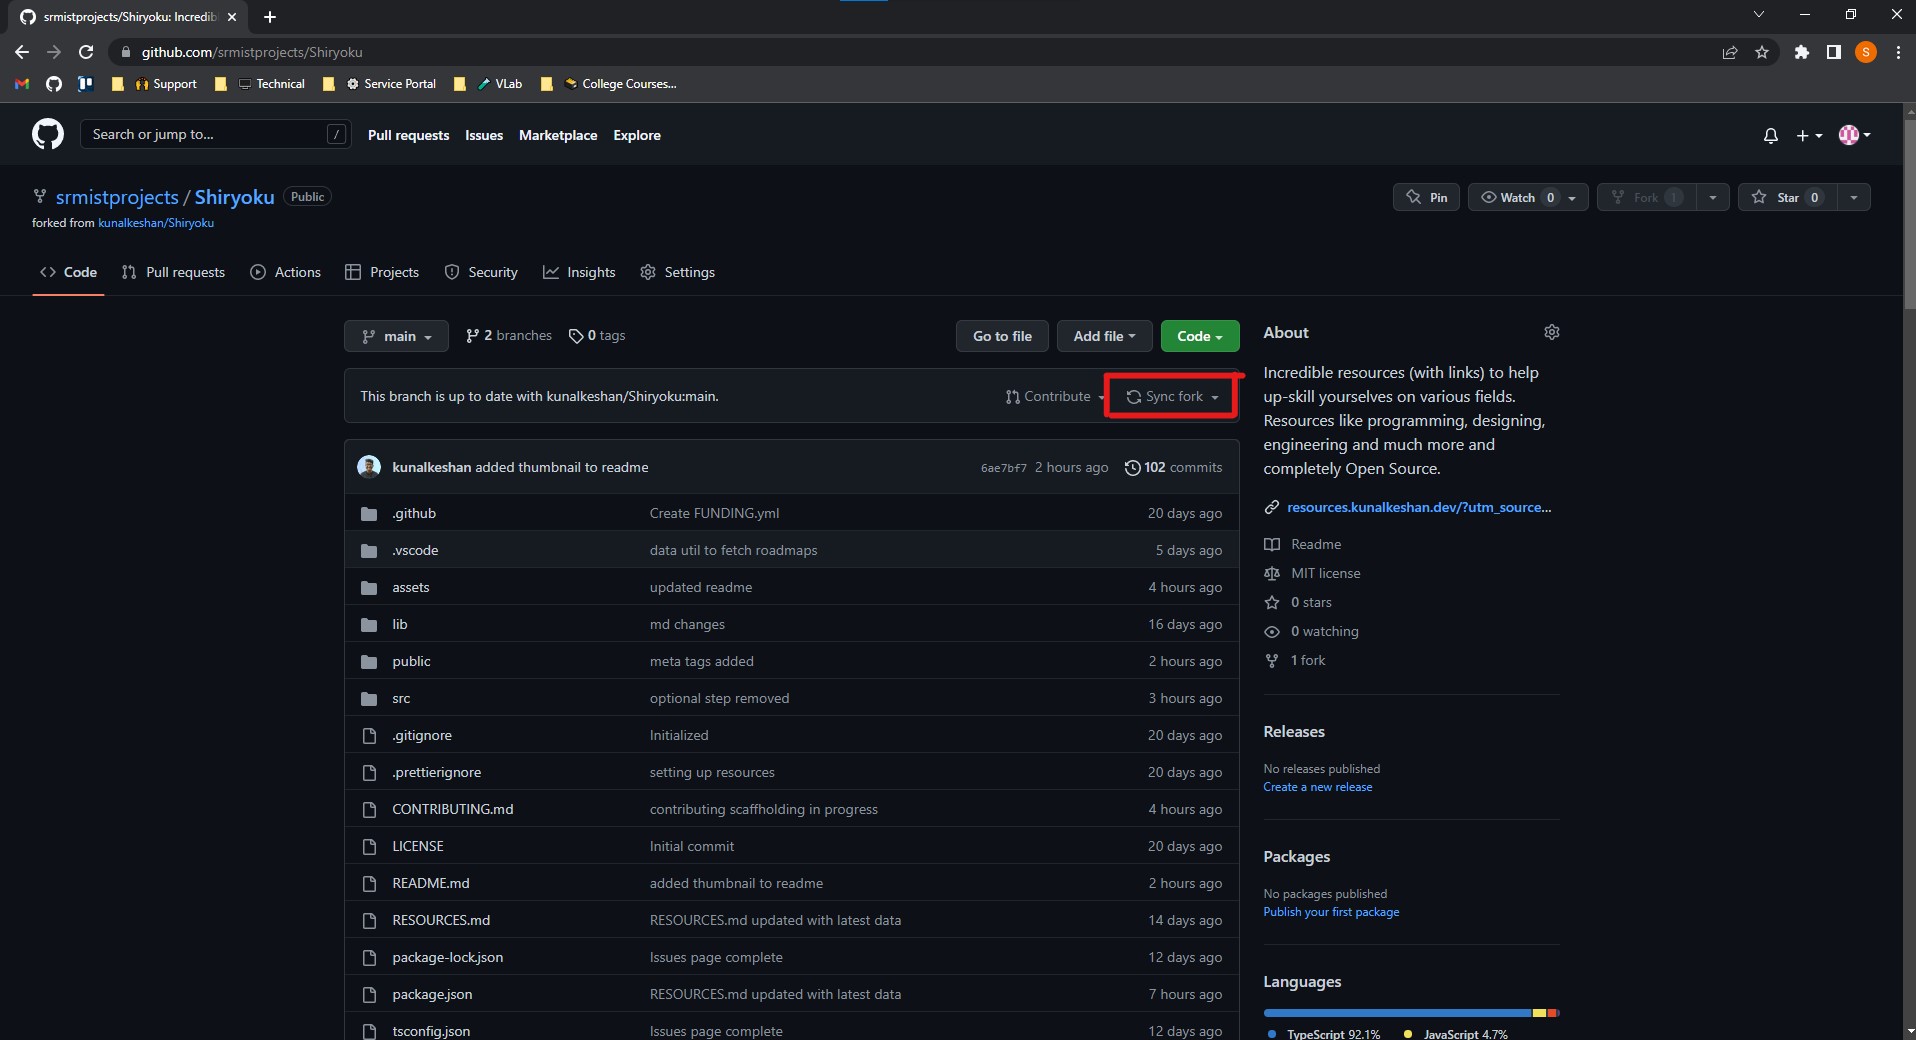 srmistprojects/Shiryoku: Incredib
github.com/srmistprojects/Shiryoku
S
Support
Technical
Service Portal
VLab
College Courses...
Search or jump to...
/
Pull requests
Issues
Marketplace
Explore
srmistprojects / Shiryoku
Public
Pin
Watch 0
Fork 1
Star 0
forked from kunalkeshan/Shiryoku
Code
Pull requests
Actions
Projects
Security
Insights
Settings
main
2 branches
0 tags
Go to file
Add file
Code
This branch is up to date with kunalkeshan/Shiryoku:main.
Contribute
Sync fork
kunalkeshan added thumbnail to readme
6ae7bf7 2 hours ago
102 commits
.github Create FUNDING.yml 20 days ago
.vscode data util to fetch roadmaps 5 days ago
assets updated readme 4 hours ago
lib md changes 16 days ago
public meta tags added 2 hours ago
src optional step removed 3 hours ago
.gitignore Initialized 20 days ago
.prettierignore setting up resources 20 days ago
CONTRIBUTING.md contributing scaffholding in progress 4 hours ago
LICENSE Initial commit 20 days ago
README.md added thumbnail to readme 2 hours ago
RESOURCES.md RESOURCES.md updated with latest data 14 days ago
package-lock.json Issues page complete 12 days ago
package.json RESOURCES.md updated with latest data 7 hours ago
tsconfig.json Issues page complete 12 days ago
About
Incredible resources (with links) to help
up-skill yourselves on various fields.
Resources like programming, designing,
engineering and much more and
completely Open Source.
resources.kunalkeshan.dev/?utm_source...
Readme
MIT license
0 stars
0 watching
1 fork
Releases
No releases published
Create a new release
Packages
No packages published
Publish your first package
Languages
TypeScript 92.1%
JavaScript 4.7%